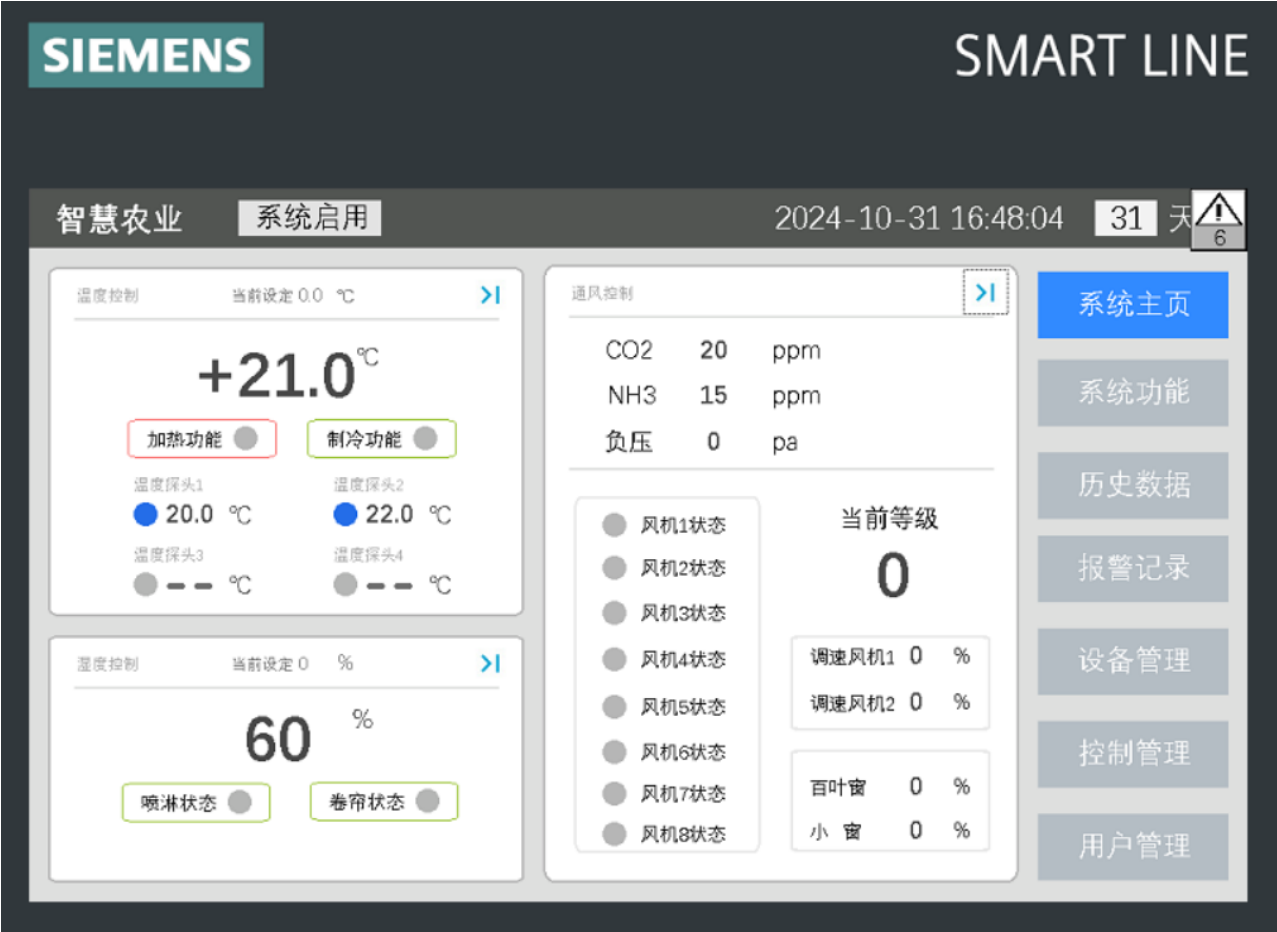 SIEMENS
SMART LINE
智慧农业 系统启用 2024-10-31 16:48:04 31 天
6
温度控制 当前设定 0.0 ℃
+21.0 ℃
加热功能 制冷功能
温度探头1 温度探头2
20.0 ℃ 22.0 ℃
温度探头3 温度探头4
-- ℃ -- ℃
湿度控制 当前设定 0 %
60 %
喷淋状态 卷帘状态
通风控制
CO2 20 ppm
NH3 15 ppm
负压 0 pa
风机1状态
风机2状态
风机3状态
风机4状态
风机5状态
风机6状态
风机7状态
风机8状态
当前等级
0
调速风机1 0 %
调速风机2 0 %
百叶窗 0 %
小 窗 0 %
系统主页
系统功能
历史数据
报警记录
设备管理
控制管理
用户管理